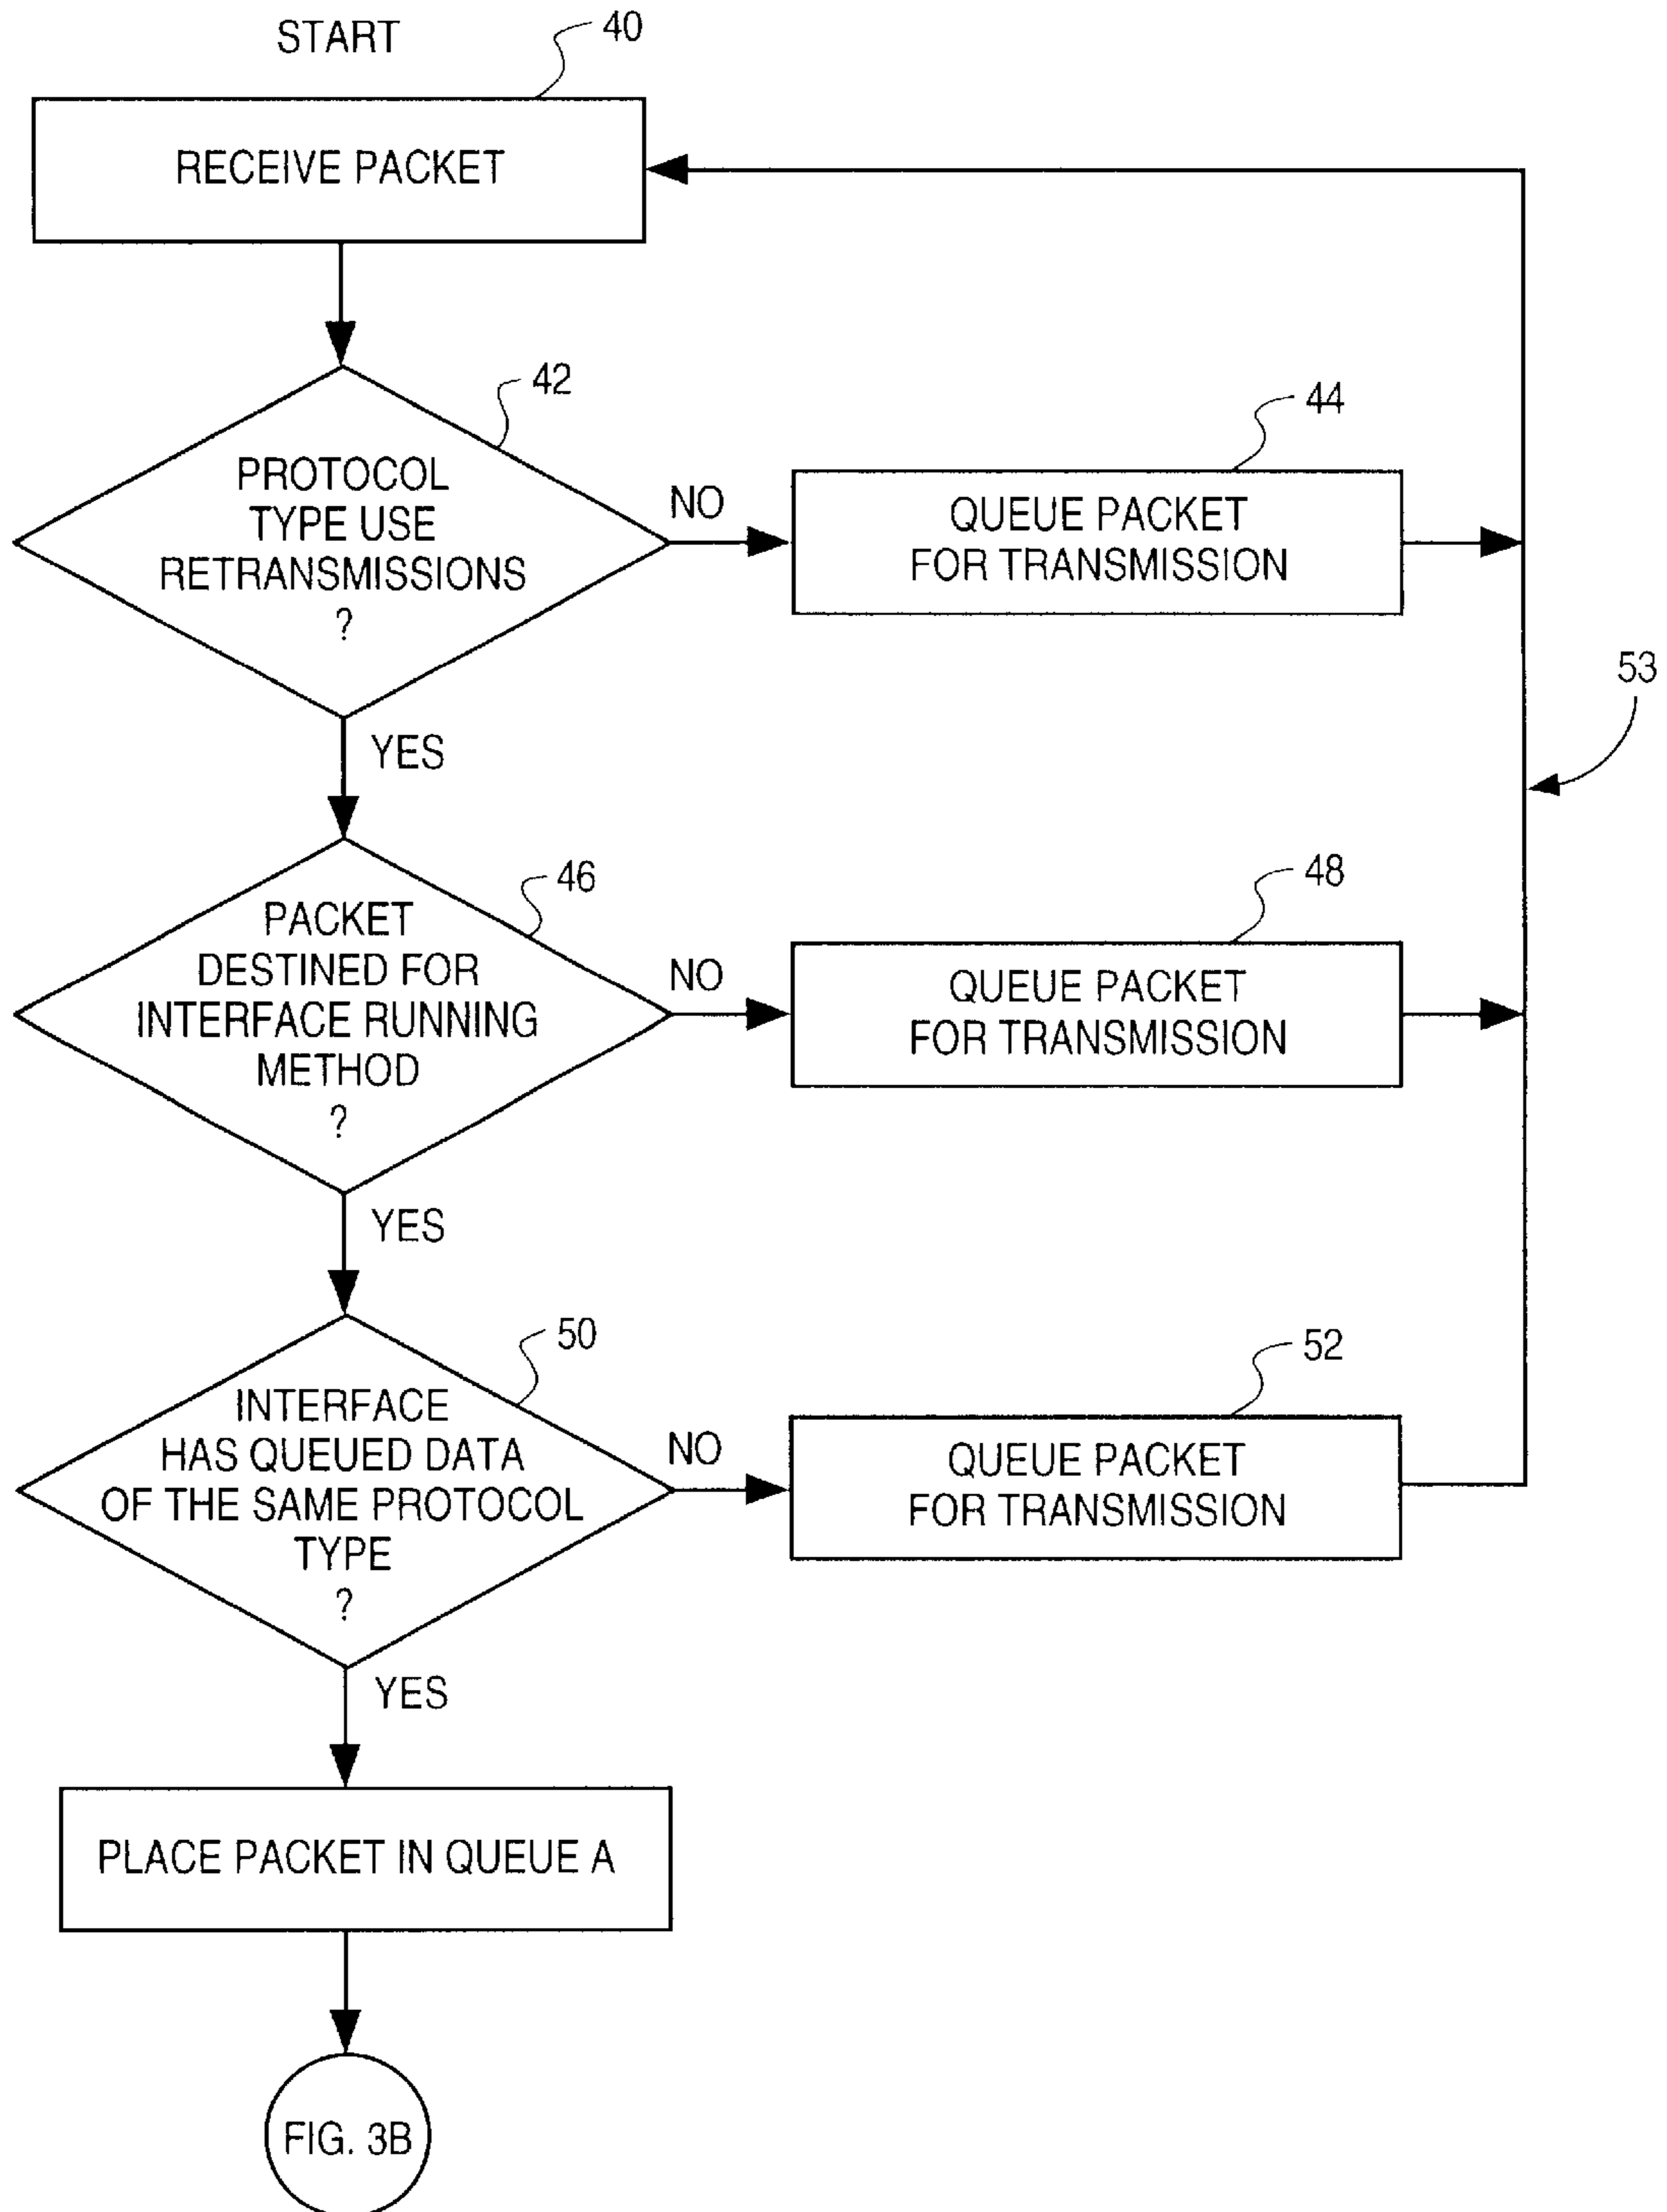 START
40
RECEIVE PACKET
42
PROTOCOL
TYPE USE
RETRANSMISSIONS
?
NO
44
QUEUE PACKET
FOR TRANSMISSION
53
YES
46
PACKET
DESTINED FOR
INTERFACE RUNNING
METHOD
?
NO
48
QUEUE PACKET
FOR TRANSMISSION
YES
50
INTERFACE
HAS QUEUED DATA
OF THE SAME PROTOCOL
TYPE
?
NO
52
QUEUE PACKET
FOR TRANSMISSION
YES
PLACE PACKET IN QUEUE A
FIG. 3B